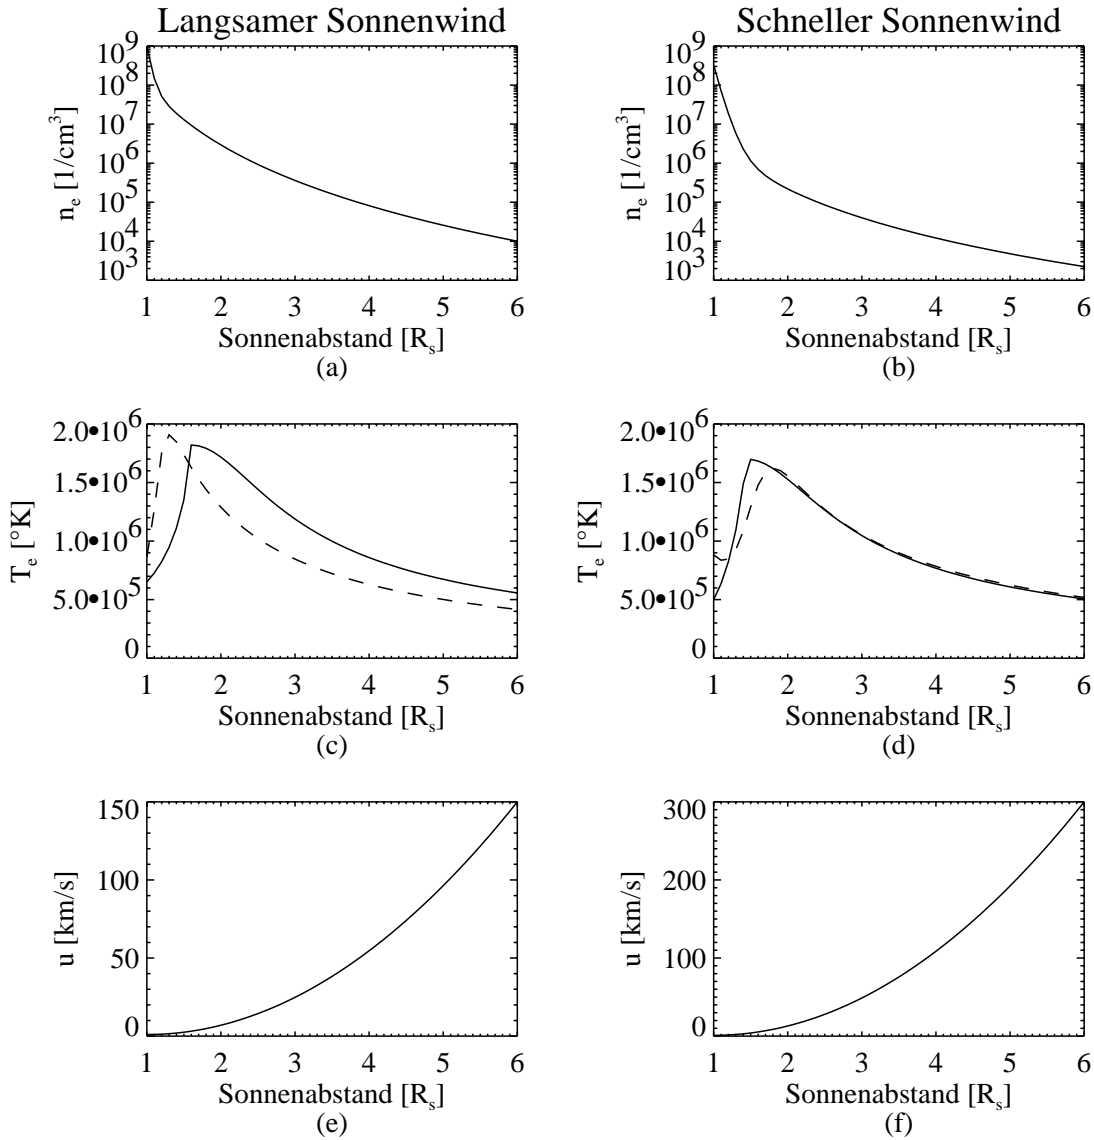 Langsamer Sonnenwind
Schneller Sonnenwind
n_e [1/cm^3]
10^9
10^8
10^7
10^6
10^5
10^4
10^3
1 2 3 4 5 6
Sonnenabstand [R_s]
(a)
n_e [1/cm^3]
10^9
10^8
10^7
10^6
10^5
10^4
10^3
1 2 3 4 5 6
Sonnenabstand [R_s]
(b)
T_e [°K]
2.0•10^6
1.5•10^6
1.0•10^6
5.0•10^5
0
1 2 3 4 5 6
Sonnenabstand [R_s]
(c)
T_e [°K]
2.0•10^6
1.5•10^6
1.0•10^6
5.0•10^5
0
1 2 3 4 5 6
Sonnenabstand [R_s]
(d)
u [km/s]
150
100
50
0
1 2 3 4 5 6
Sonnenabstand [R_s]
(e)
u [km/s]
300
200
100
0
1 2 3 4 5 6
Sonnenabstand [R_s]
(f)